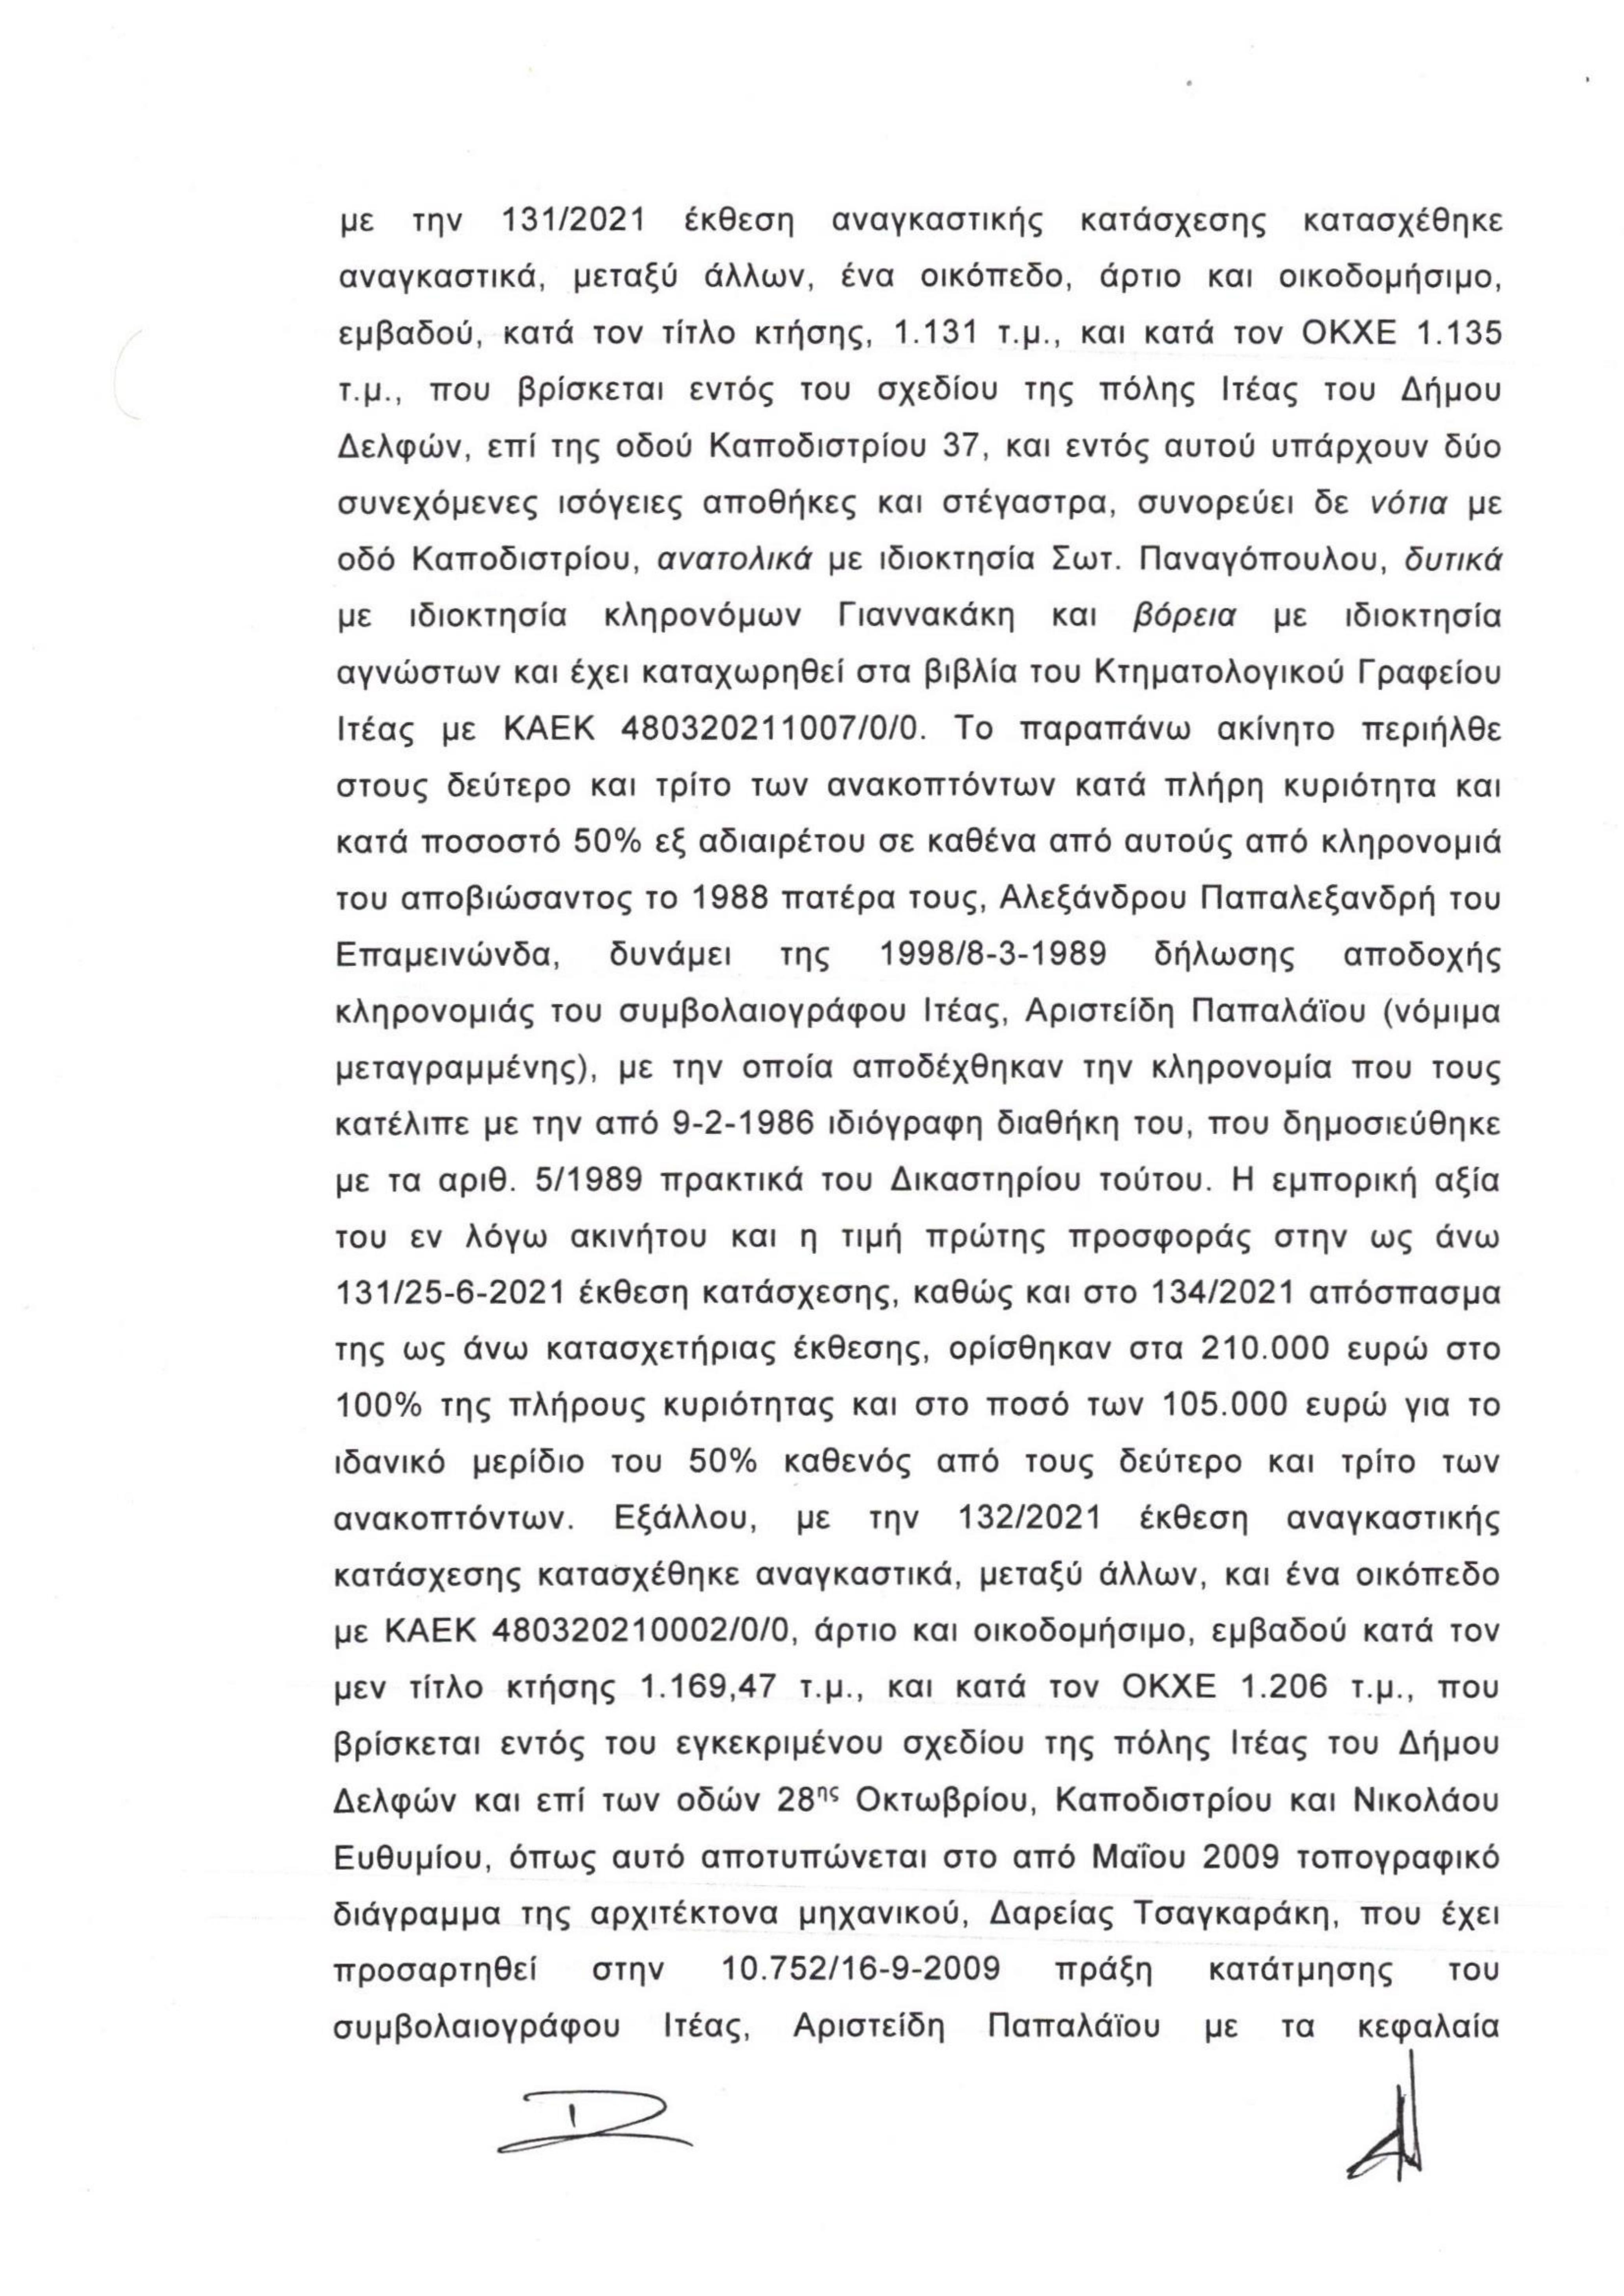 με την 131/2021 έκθεση αναγκαστικής κατάσχεσης κατασχέθηκε
αναγκαστικά, μεταξύ άλλων, ένα οικόπεδο, άρτιο και οικοδομήσιμο,
εμβαδού, κατά τον τίτλο κτήσης, 1.131 τ.μ., και κατά τον ΟΚΧΕ 1.135
τ.μ., που βρίσκεται εντός του σχεδίου της πόλης Ιτέας του Δήμου
Δελφών, επί της οδού Καποδιστρίου 37, και εντός αυτού υπάρχουν δύο
συνεχόμενες ισόγειες αποθήκες και στέγαστρα, συνορεύει δε νότια με
οδό Καποδιστρίου, ανατολικά με ιδιοκτησία Σωτ. Παναγόπουλου, δυτικά
με ιδιοκτησία κληρονόμων Γιαννακάκη και βόρεια με ιδιοκτησία
αγνώστων και έχει καταχωρηθεί στα βιβλία του Κτηματολογικού Γραφείου
Ιτέας με ΚΑΕΚ 480320211007/0/0. Το παραπάνω ακίνητο περιήλθε
στους δεύτερο και τρίτο των ανακοπτόντων κατά πλήρη κυριότητα και
κατά ποσοστό 50% εξ αδιαιρέτου σε καθένα από αυτούς από κληρονομιά
του αποβιώσαντος το 1988 πατέρα τους, Αλεξάνδρου Παπαλεξανδρή του
Επαμεινώνδα, δυνάμει της 1998/8-3-1989 δήλωσης αποδοχής
κληρονομιάς του συμβολαιογράφου Ιτέας, Αριστείδη Παπαλάϊου (νόμιμα
μεταγραμμένης), με την οποία αποδέχθηκαν την κληρονομία που τους
κατέλιπε με την από 9-2-1986 ιδιόγραφη διαθήκη του, που δημοσιεύθηκε
με τα αριθ. 5/1989 πρακτικά του Δικαστηρίου τούτου. Η εμπορική αξία
του εν λόγω ακινήτου και η τιμή πρώτης προσφοράς στην ως άνω
131/25-6-2021 έκθεση κατάσχεσης, καθώς και στο 134/2021 απόσπασμα
της ως άνω κατασχετήριας έκθεσης, ορίσθηκαν στα 210.000 ευρώ στο
100% της πλήρους κυριότητας και στο ποσό των 105.000 ευρώ για το
ιδανικό μερίδιο του 50% καθενός από τους δεύτερο και τρίτο των
ανακοπτόντων. Εξάλλου, με την 132/2021 έκθεση αναγκαστικής
κατάσχεσης κατασχέθηκε αναγκαστικά, μεταξύ άλλων, και ένα οικόπεδο
με ΚΑΕΚ 480320210002/0/0, άρτιο και οικοδομήσιμο, εμβαδού κατά τον
μεν τίτλο κτήσης 1.169,47 τ.μ., και κατά τον ΟΚΧΕ 1.206 τ.μ., που
βρίσκεται εντός του εγκεκριμένου σχεδίου της πόλης Ιτέας του Δήμου
Δελφών και επί των οδών 28ης Οκτωβρίου, Καποδιστρίου και Νικολάου
Ευθυμίου, όπως αυτό αποτυπώνεται στο από Μαΐου 2009 τοπογραφικό
διάγραμμα της αρχιτέκτονα μηχανικού, Δαρείας Τσαγκαράκη, που έχει
προσαρτηθεί στην 10.752/16-9-2009 πράξη κατάτμησης του
συμβολαιογράφου Ιτέας, Αριστείδη Παπαλάϊου με τα κεφαλαία